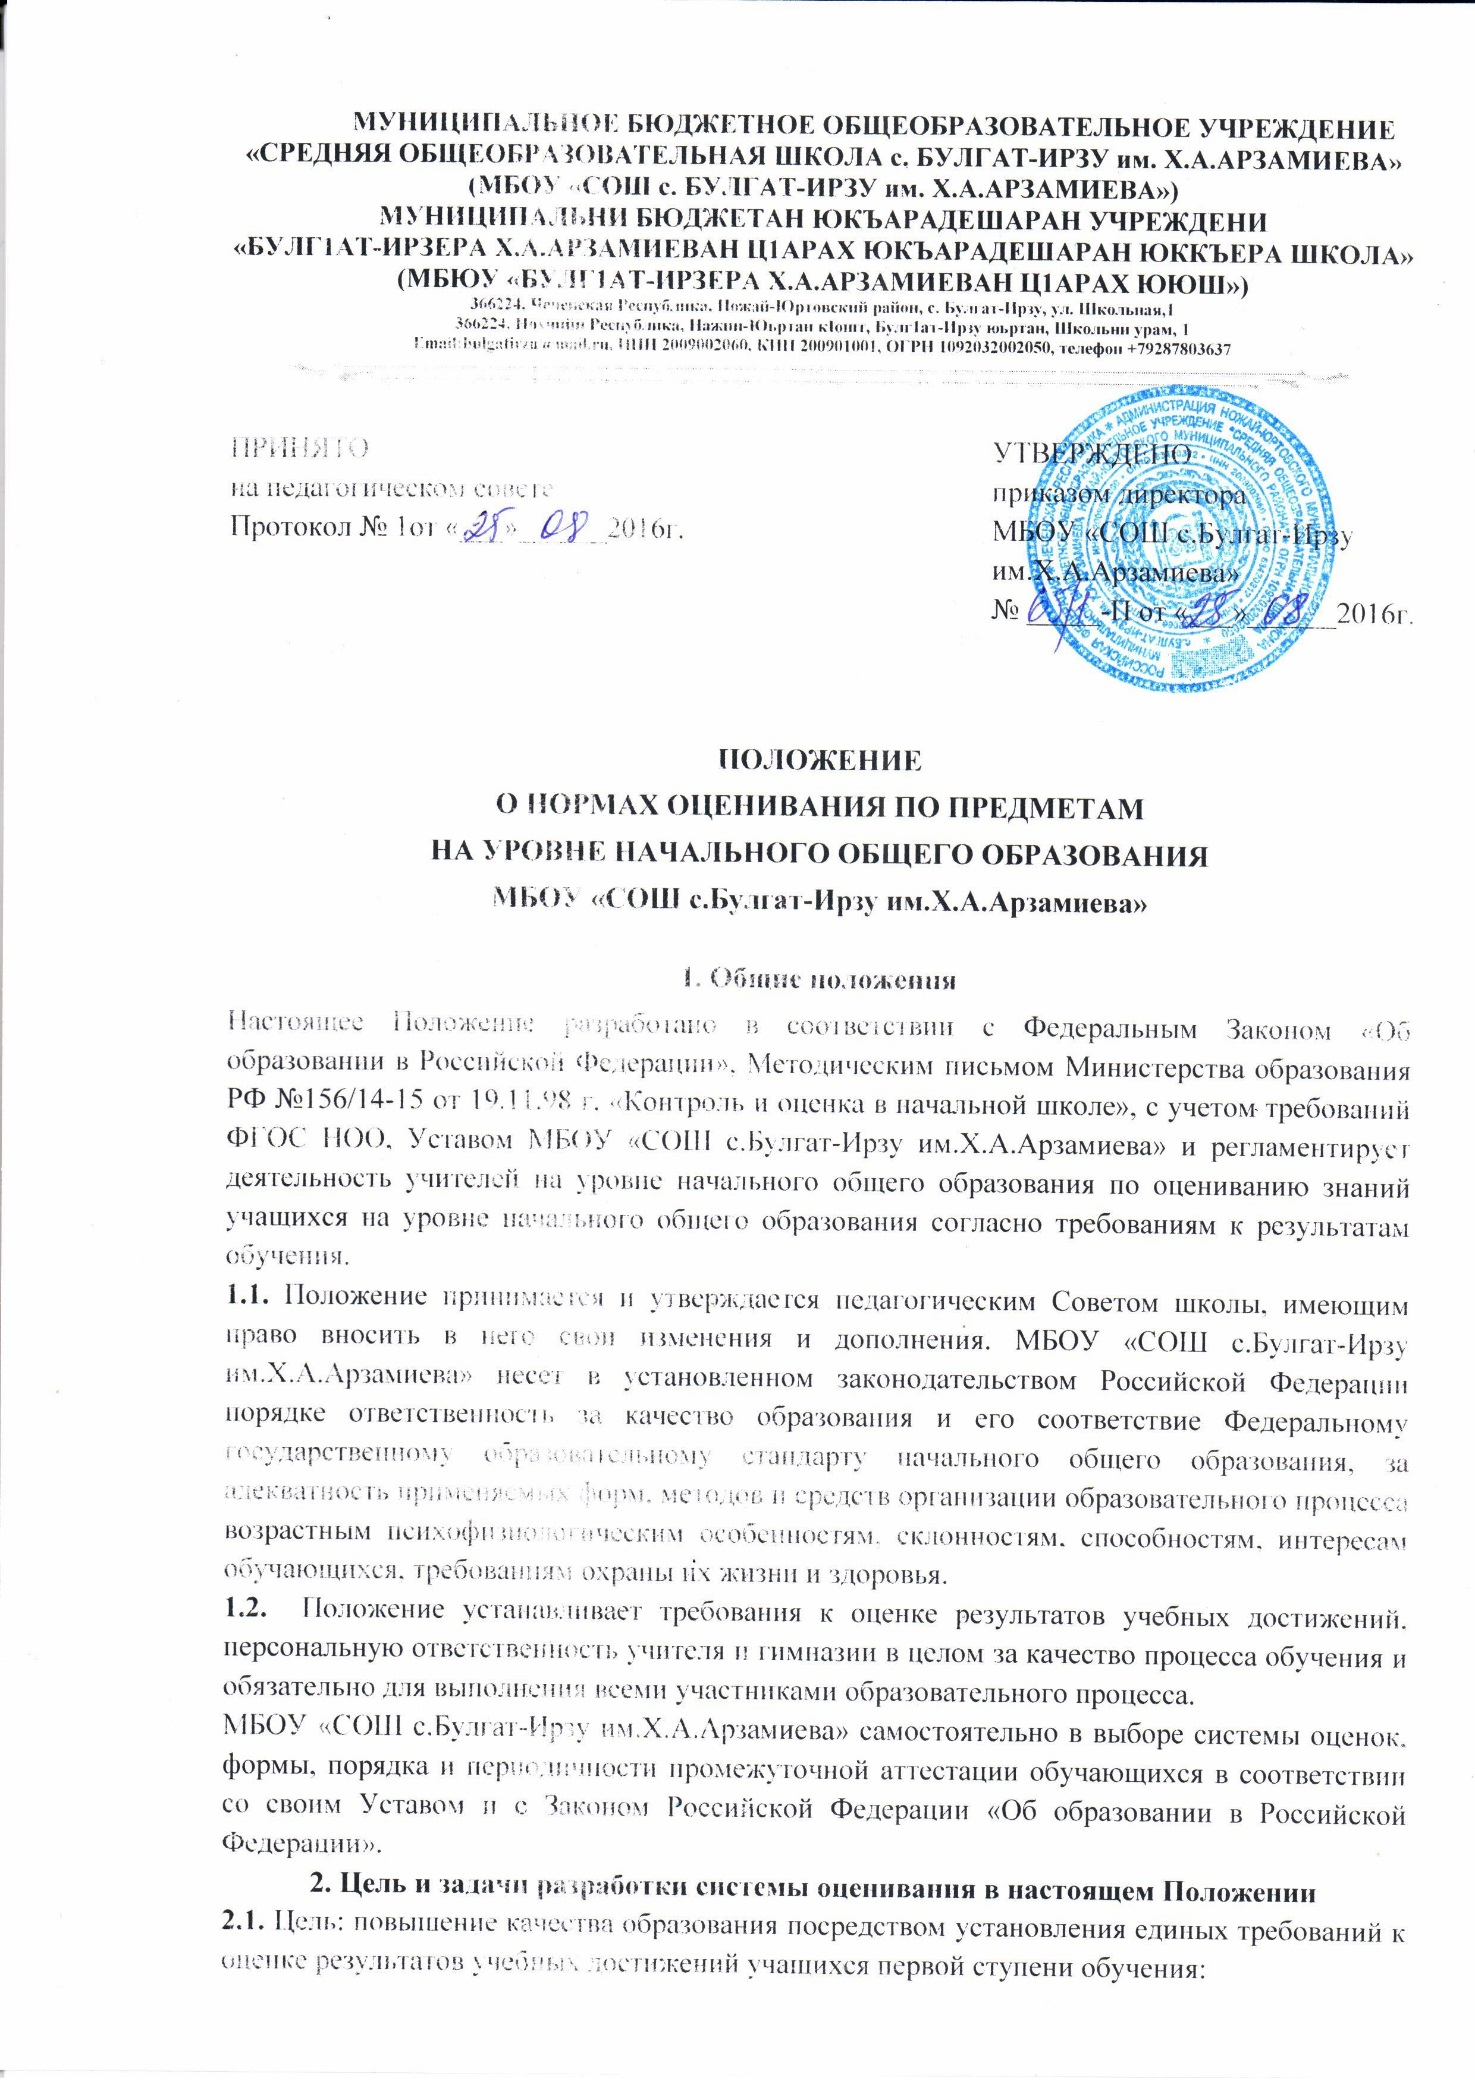 МУНИЦИПАЛЬНОЕ БЮДЖЕТНОЕ ОБЩЕОБРАЗОВАТЕЛЬНОЕ УЧРЕЖДЕНИЕ
«СРЕДНЯЯ ОБЩЕОБРАЗОВАТЕЛЬНАЯ ШКОЛА с. БУЛГАТ-ИРЗУ им. Х.А.АРЗАМИЕВА»
(МБОУ «СОШ с. БУЛГАТ-ИРЗУ им. Х.А.АРЗАМИЕВА»)
МУНИЦИПАЛЬНИ БЮДЖЕТАН ЮКЪАРАДЕШАРАН УЧРЕЖДЕНИ
«БУЛГ1АТ-ИРЗЕРА Х.А.АРЗАМИЕВАН Ц1АРАХ ЮКЪАРАДЕШАРАН ЮККЪЕРА ШКОЛА»
(МБЮУ «БУЛГ1АТ-ИРЗЕРА Х.А.АРЗАМИЕВАН Ц1АРАХ ЮЮШ»)
366224, Чеченская Республика, Ножай-Юртовский район, с. Булгат-Ирзу, ул. Школьная,1
366224, Нохчийн Республика, Нажин-Юьртан кIошт, БулгIат-Ирзу юьртан, Школьни урам, 1
Email:bulgatirzu@mail.ru, ИНН 2009002060, КПП 200901001, ОГРН 1092032002050, телефон +79287803637
ПРИНЯТО
на педагогическом совете
Протокол № 1от «25» 08 2016г.
УТВЕРЖДЕНО
приказом директора
МБОУ «СОШ с.Булгат-Ирзу
им.Х.А.Арзамиева»
№ -П от «25» 08 2016г.
ПОЛОЖЕНИЕ
О НОРМАХ ОЦЕНИВАНИЯ ПО ПРЕДМЕТАМ
НА УРОВНЕ НАЧАЛЬНОГО ОБЩЕГО ОБРАЗОВАНИЯ
МБОУ «СОШ с.Булгат-Ирзу им.Х.А.Арзамиева»
1. Общие положения
Настоящее Положение разработано в соответствии с Федеральным Законом «Об
образовании в Российской Федерации», Методическим письмом Министерства образования
РФ №156/14-15 от 19.11.98 г. «Контроль и оценка в начальной школе», с учетом требований
ФГОС НОО, Уставом МБОУ «СОШ с.Булгат-Ирзу им.Х.А.Арзамиева» и регламентирует
деятельность учителей на уровне начального общего образования по оцениванию знаний
учащихся на уровне начального общего образования согласно требованиям к результатам
обучения.
1.1. Положение принимается и утверждается педагогическим Советом школы, имеющим
право вносить в него свои изменения и дополнения. МБОУ «СОШ с.Булгат-Ирзу
им.Х.А.Арзамиева» несет в установленном законодательством Российской Федерации
порядке ответственность за качество образования и его соответствие Федеральному
государственному образовательному стандарту начального общего образования, за
адекватность применяемых форм, методов и средств организации образовательного процесса
возрастным психофизиологическим особенностям, склонностям, способностям, интересам
обучающихся, требованиям охраны их жизни и здоровья.
1.2. Положение устанавливает требования к оценке результатов учебных достижений,
персональную ответственность учителя и гимназии в целом за качество процесса обучения и
обязательно для выполнения всеми участниками образовательного процесса.
МБОУ «СОШ с.Булгат-Ирзу им.Х.А.Арзамиева» самостоятельно в выборе системы оценок,
формы, порядка и периодичности промежуточной аттестации обучающихся в соответствии
со своим Уставом и с Законом Российской Федерации «Об образовании в Российской
Федерации».
2. Цель и задачи разработки системы оценивания в настоящем Положении
2.1. Цель: повышение качества образования посредством установления единых требований к
оценке результатов учебных достижений учащихся первой ступени обучения: